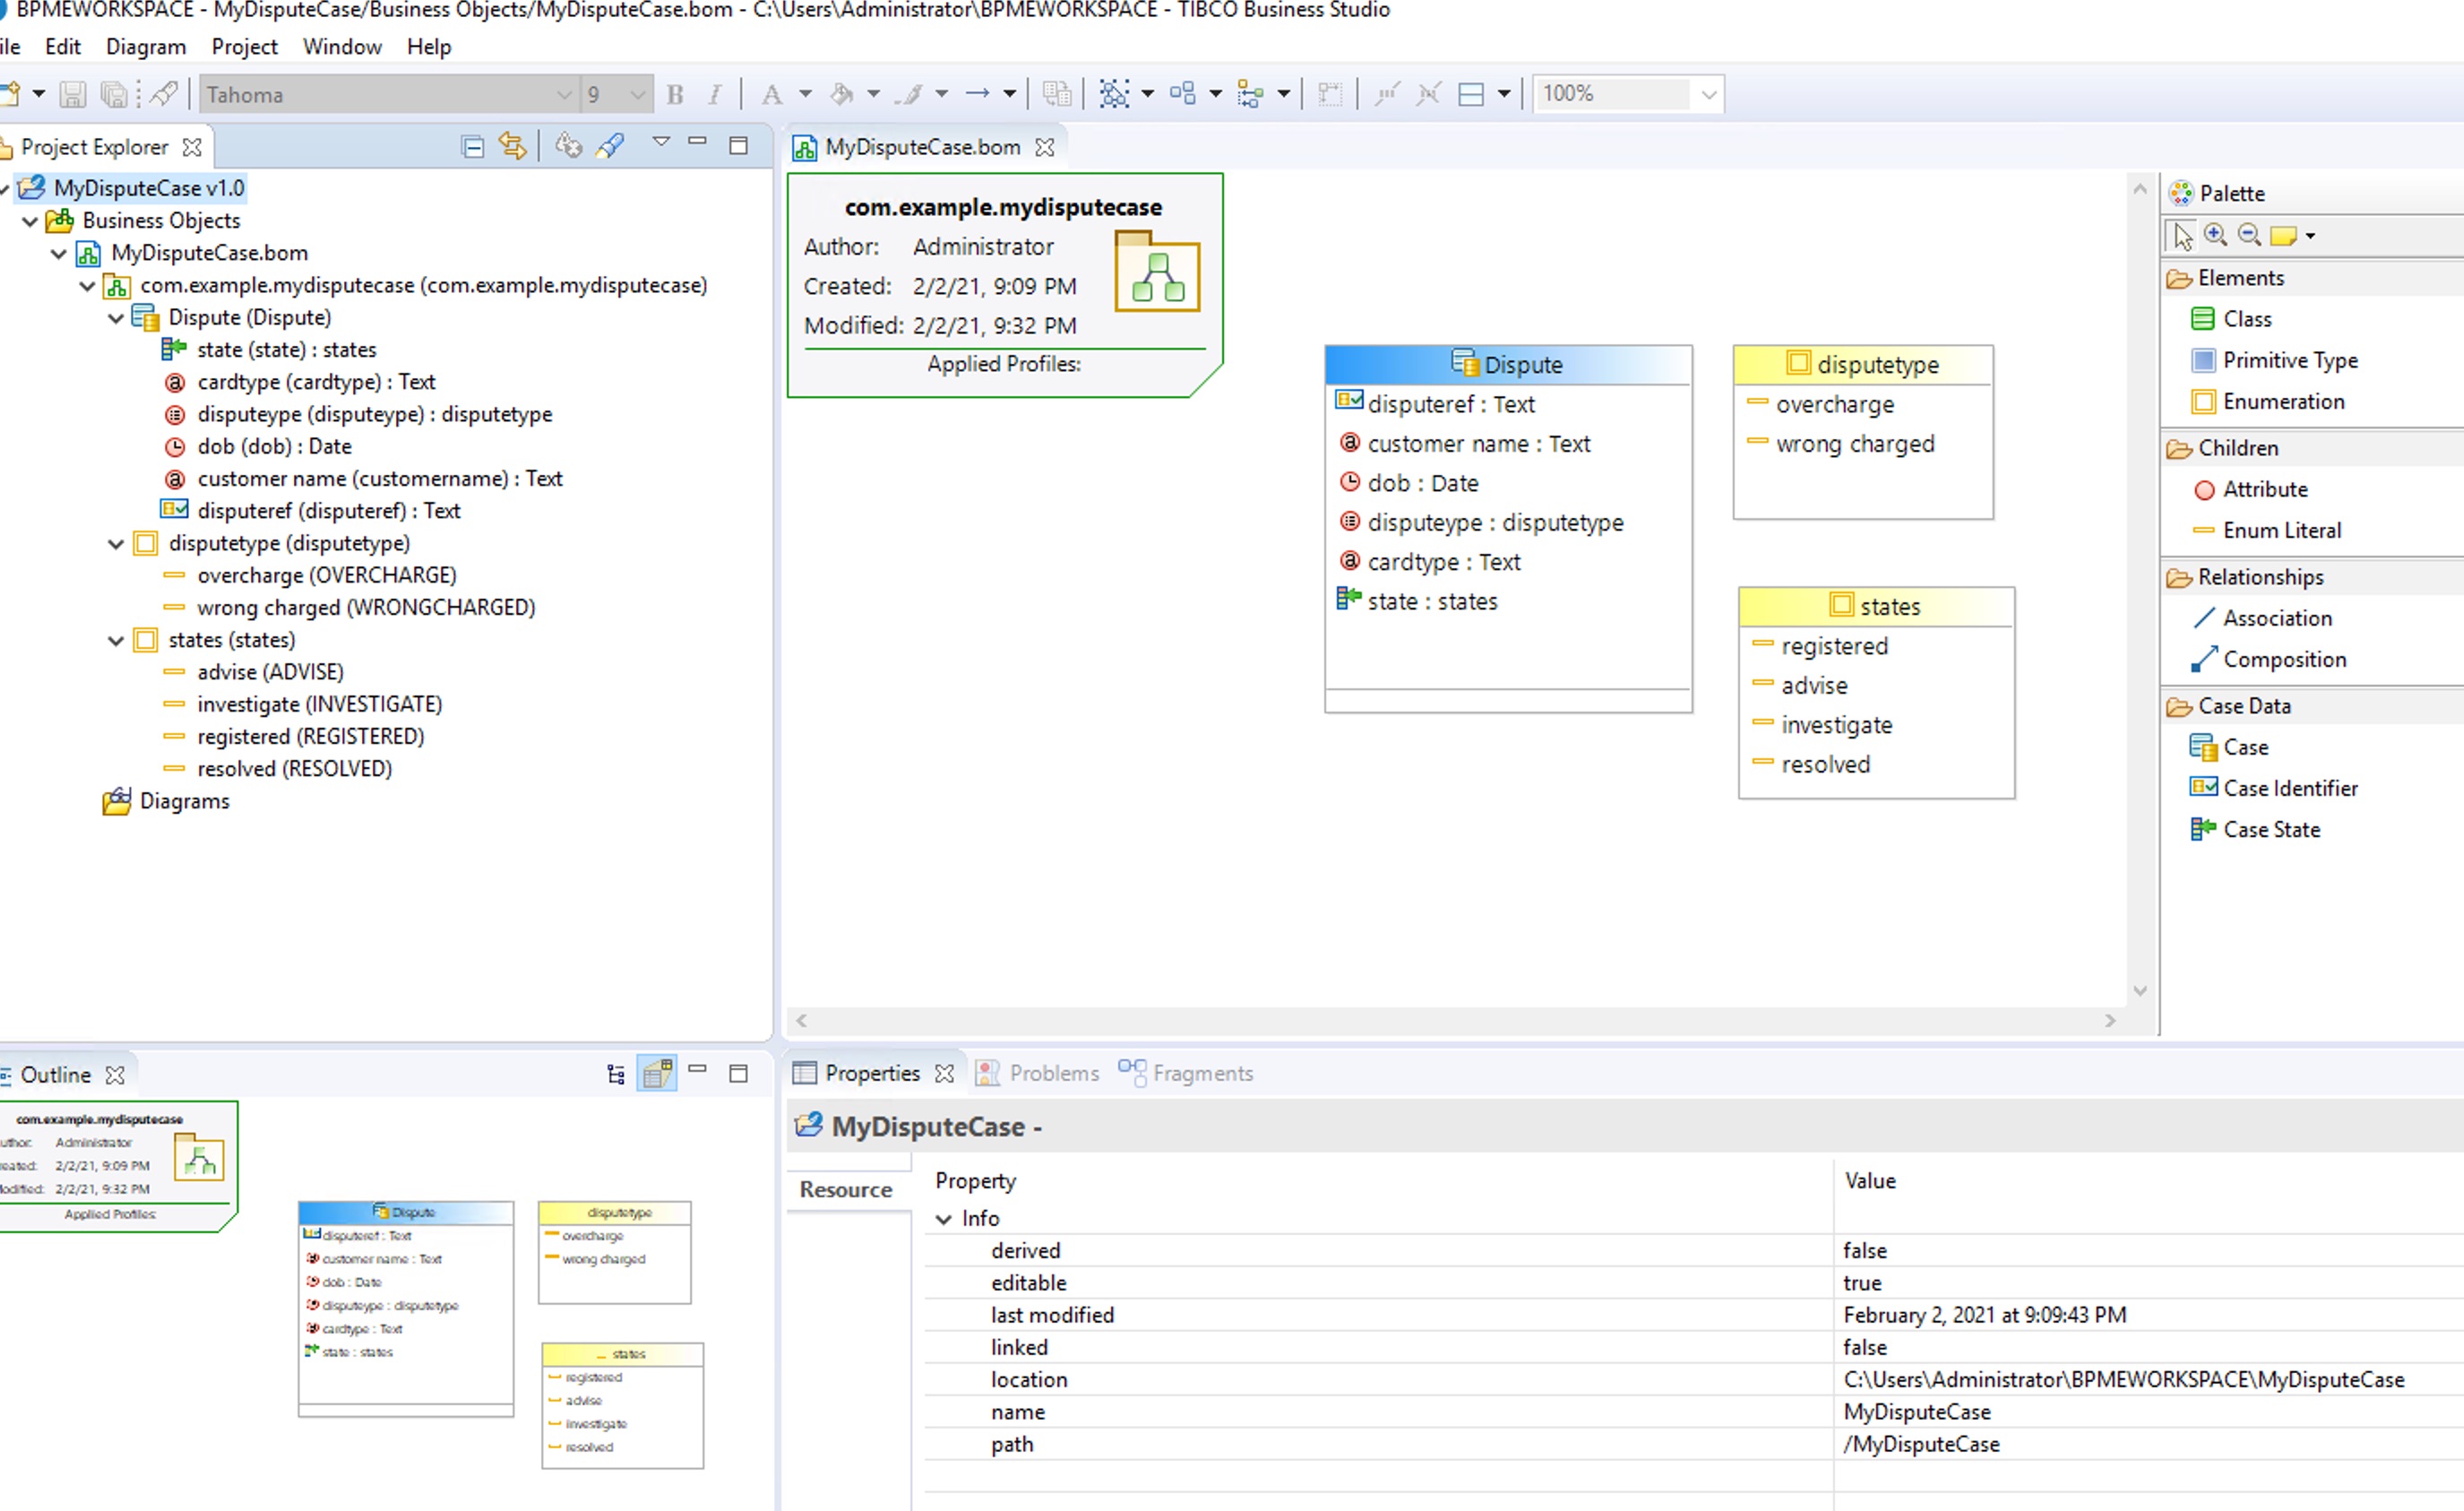 BPMEWORKSPACE - MyDisputeCase/Business Objects/MyDisputeCase.bom - C:\Users\Administrator\BPMEWORKSPACE - TIBCO Business Studio
ile Edit Diagram Project Window Help
Tahoma 9 B I A 100%
Project Explorer
MyDisputeCase v1.0
Business Objects
MyDisputeCase.bom
com.example.mydisputecase (com.example.mydisputecase)
Dispute (Dispute)
state (state) : states
cardtype (cardtype) : Text
disputeype (disputeype) : disputetype
dob (dob) : Date
customer name (customername) : Text
disputeref (disputeref) : Text
disputetype (disputetype)
overcharge (OVERCHARGE)
wrong charged (WRONGCHARGED)
states (states)
advise (ADVISE)
investigate (INVESTIGATE)
registered (REGISTERED)
resolved (RESOLVED)
Diagrams
MyDisputeCase.bom
com.example.mydisputecase
Author: Administrator
Created: 2/2/21, 9:09 PM
Modified: 2/2/21, 9:32 PM
Applied Profiles:
Dispute
disputeref : Text
customer name : Text
dob : Date
disputeype : disputetype
cardtype : Text
state : states
disputetype
overcharge
wrong charged
states
registered
advise
investigate
resolved
Palette
Elements
Class
Primitive Type
Enumeration
Children
Attribute
Enum Literal
Relationships
Association
Composition
Case Data
Case
Case Identifier
Case State
Outline
com.example.mydisputecase
uthor: Administrator
eated: 2/2/21, 9:09 PM
odified: 2/2/21, 9:32 PM
Applied Profiles:
Dispute
disputeref : Text
customer name : Text
dob : Date
disputeype : disputetype
cardtype : Text
state : states
disputetype
overcharge
wrong charged
states
registered
advise
investigate
resolved
Properties Problems Fragments
MyDisputeCase -
Resource
Property Value
Info
derived false
editable true
last modified February 2, 2021 at 9:09:43 PM
linked false
location C:\Users\Administrator\BPMEWORKSPACE\MyDisputeCase
name MyDisputeCase
path /MyDisputeCase